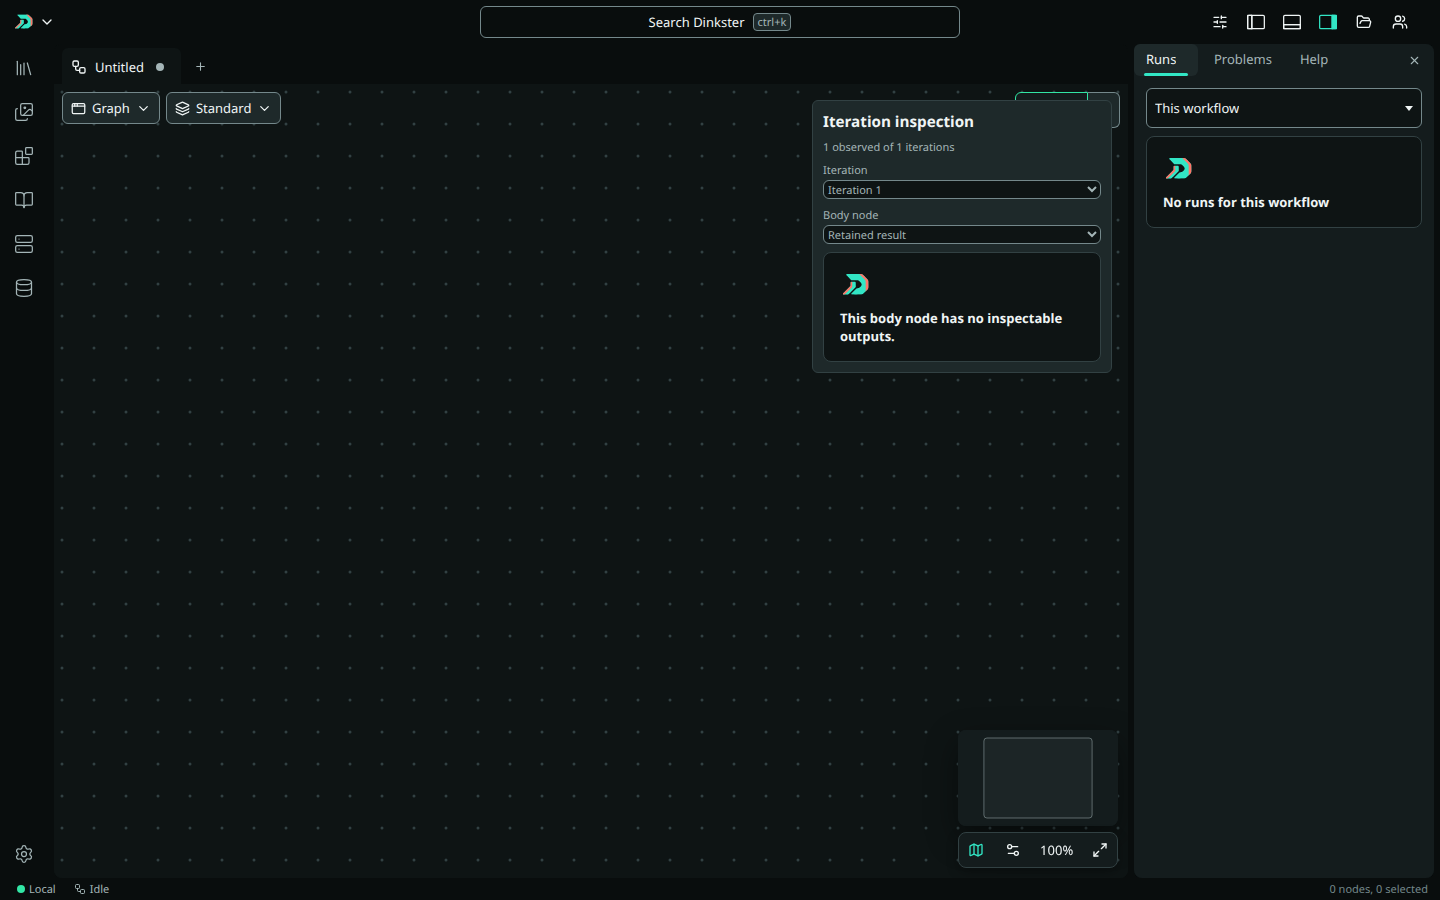 Search Dinkster ctrl+k
Untitled
Graph
Standard
Iteration inspection
1 observed of 1 iterations
Iteration
Iteration 1
Body node
Retained result
This body node has no inspectable
outputs.
Runs Problems Help
This workflow
No runs for this workflow
100%
Local Idle
0 nodes, 0 selected